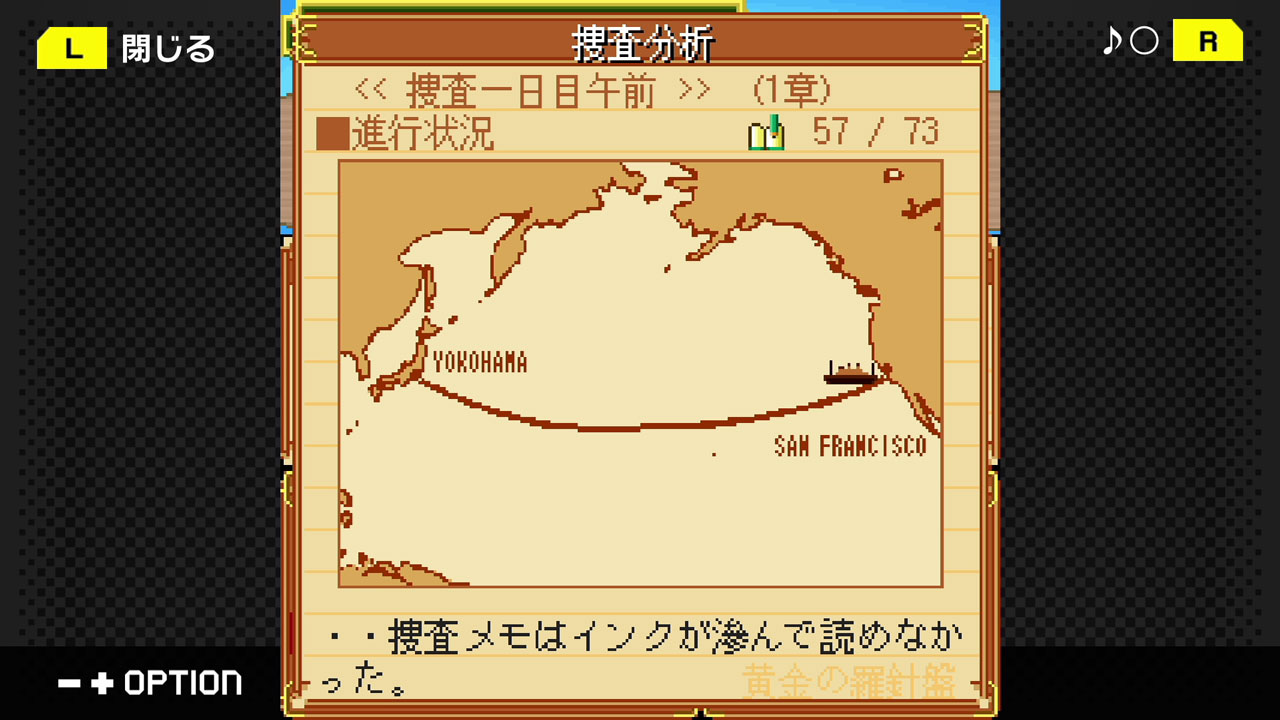 L 閉じる
捜査分析
♪○ R
<< 捜査一日目午前 >> (1章)
■進行状況 57 / 73
YOKOHAMA
SAN FRANCISCO
・・捜査メモはインクが滲んで読めなか
った。
黄金の羅針盤
－＋ OPTION